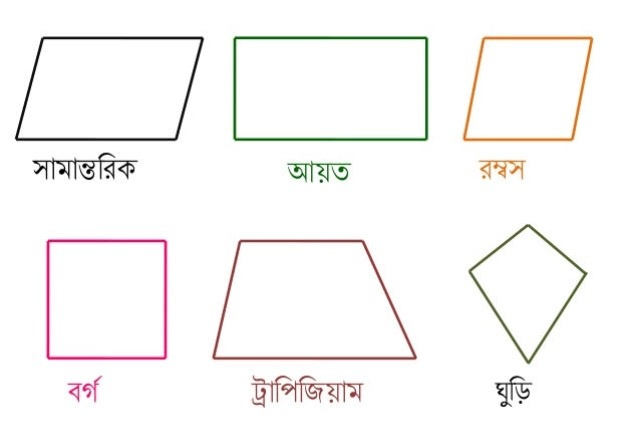 সামান্তরিক
আয়ত
রম্বস
বর্গ
ট্রাপিজিয়াম
ঘুড়ি